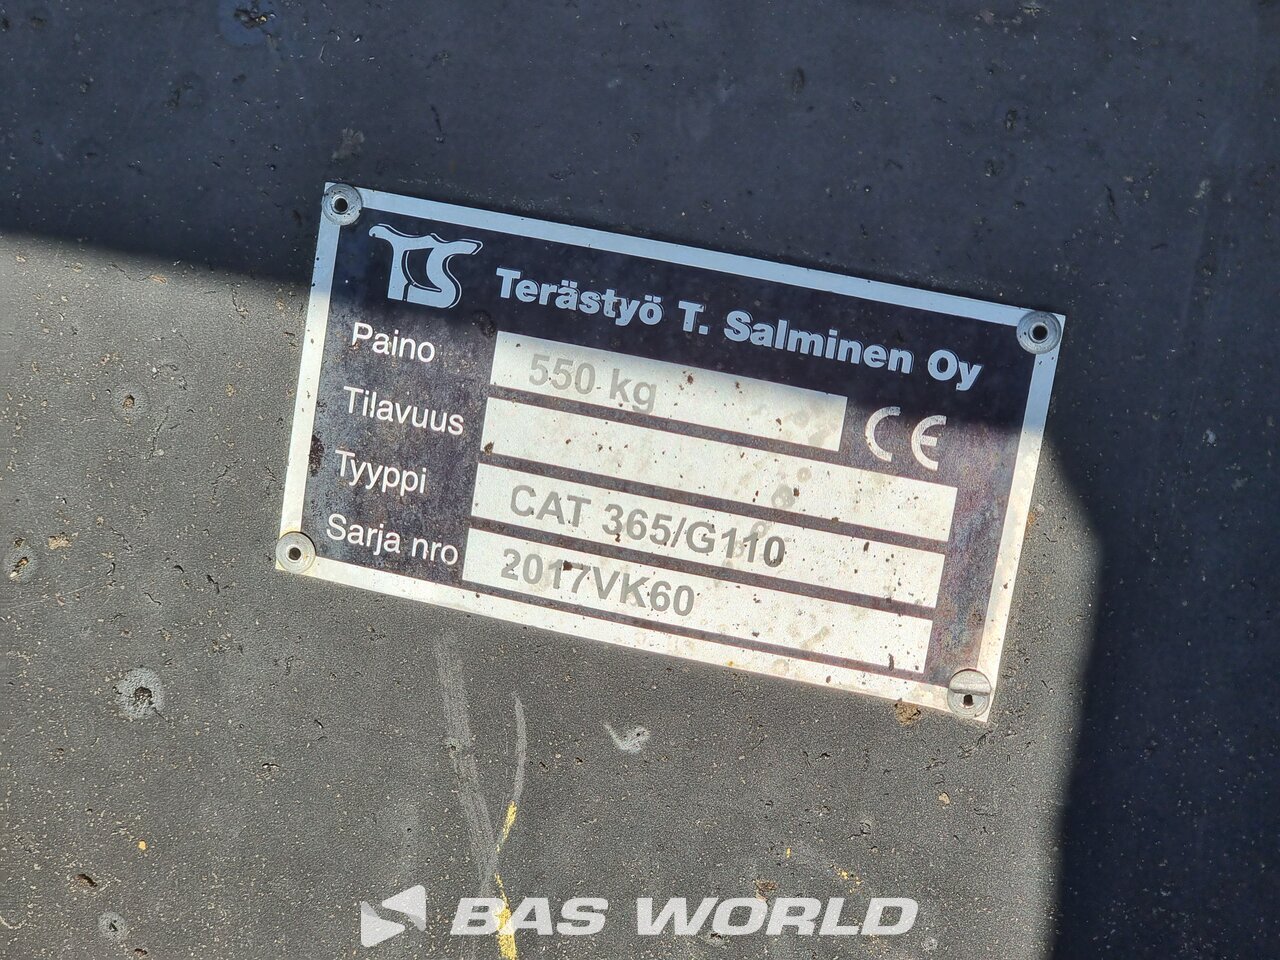 TS Terästyö T. Salminen Oy
Paino 550 kg CE
Tilavuus
Tyyppi CAT 365/G110
Sarja nro 2017VK60
BAS WORLD